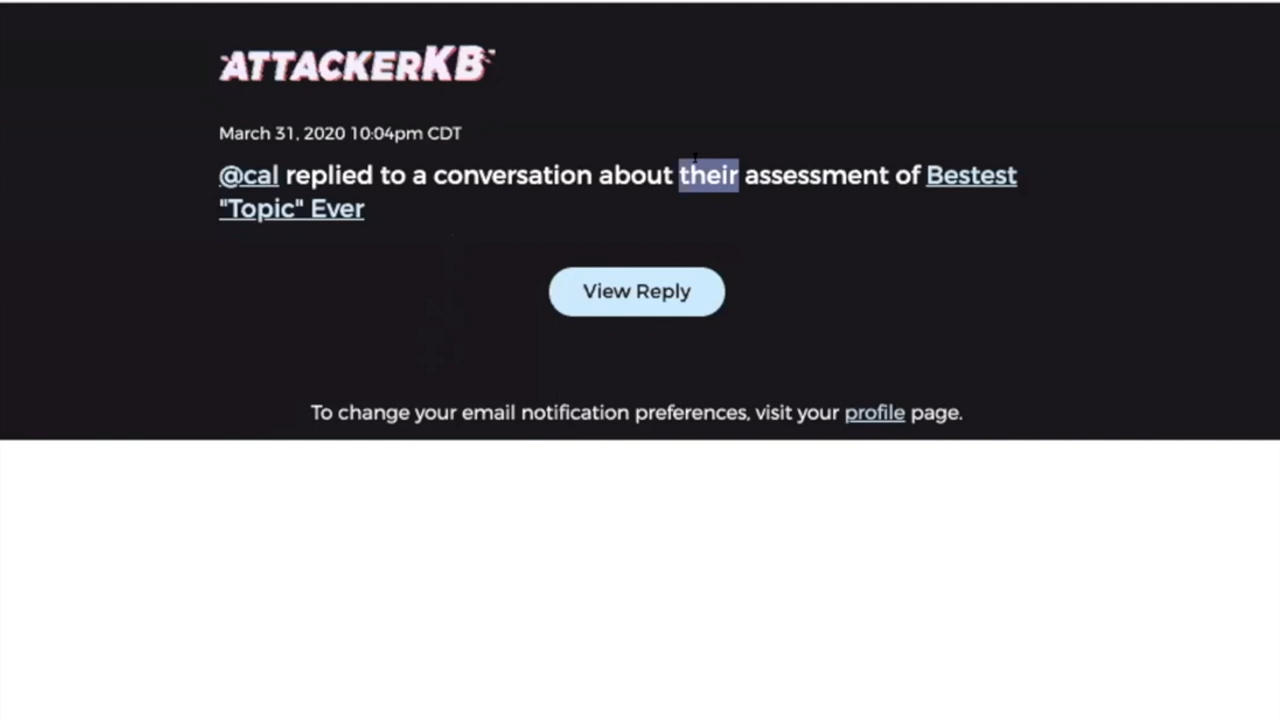 ATTACKERKB
March 31, 2020 10:04pm CDT
@cal replied to a conversation about their assessment of Bestest
"Topic" Ever
View Reply
To change your email notification preferences, visit your profile page.